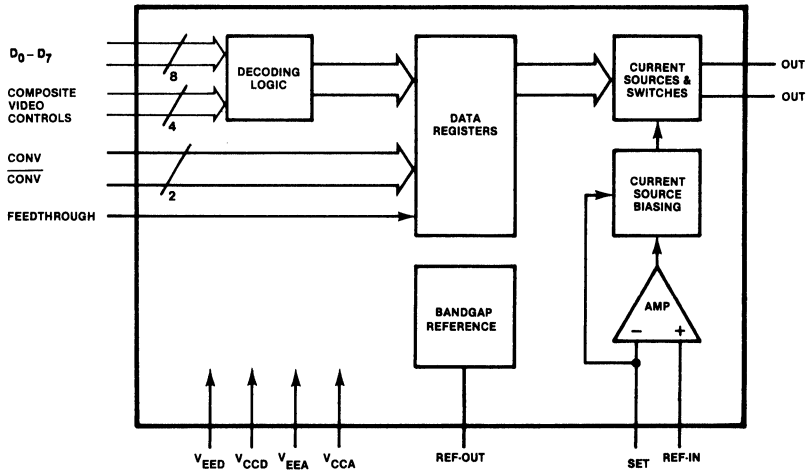 D0 – D7
8
COMPOSITE
VIDEO
CONTROLS
4
CONV
CONV
2
FEEDTHROUGH
DECODING
LOGIC
DATA
REGISTERS
CURRENT
SOURCES &
SWITCHES
OUT
OUT
CURRENT
SOURCE
BIASING
AMP
– +
BANDGAP
REFERENCE
VEED VCCD VEEA VCCA
REF-OUT
SET
REF-IN